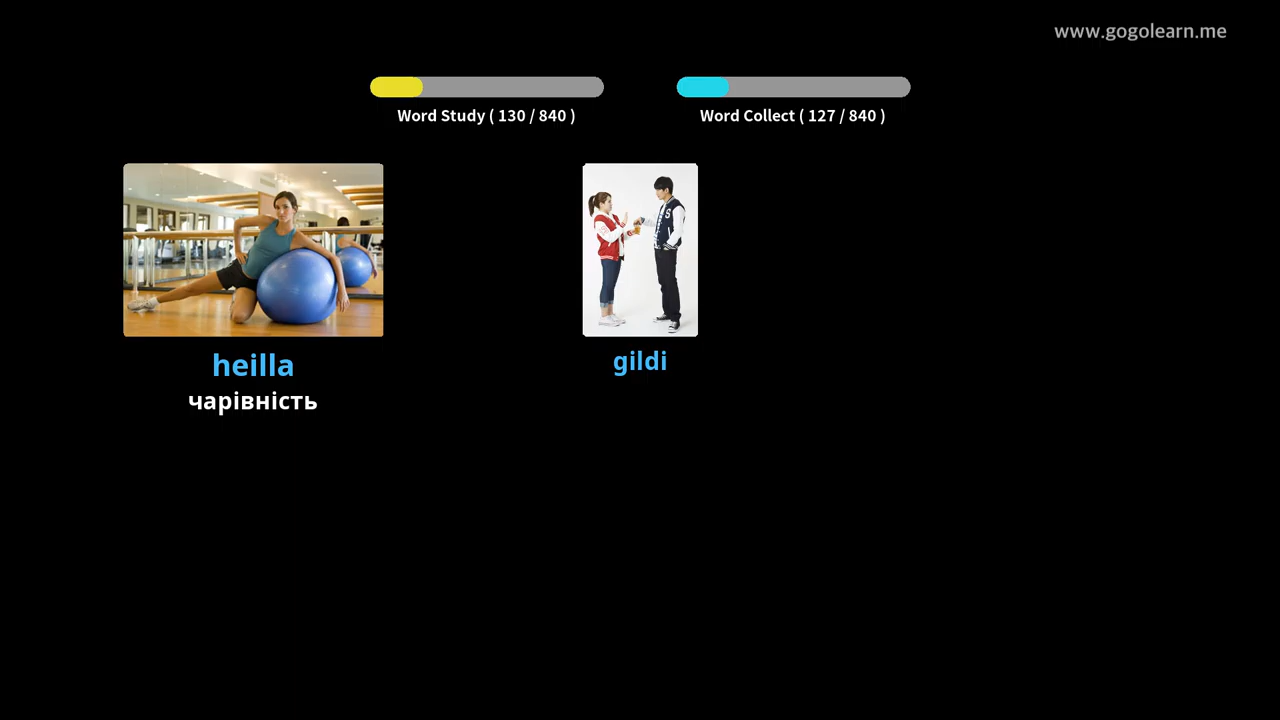 www.gogolearn.me
Word Study ( 130 / 840 )
Word Collect ( 127 / 840 )
heilla
чарівність
gildi